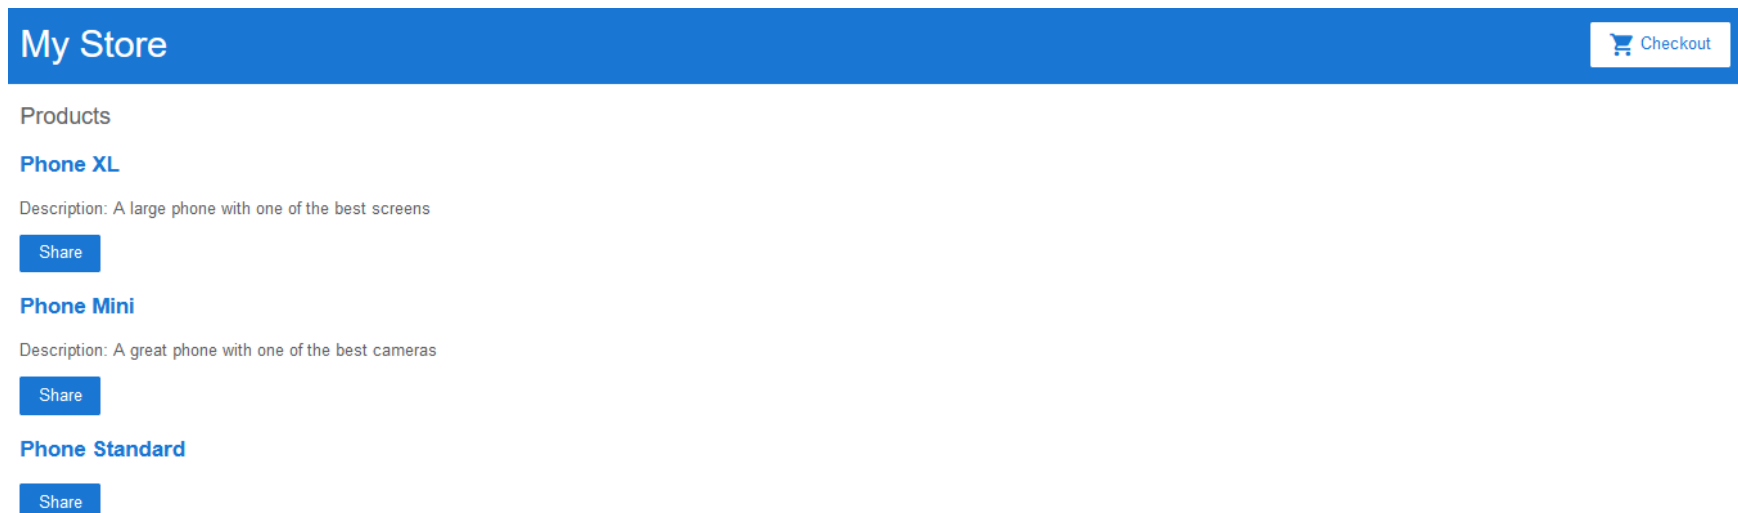 My Store
Checkout
Products
Phone XL
Description: A large phone with one of the best screens
Share
Phone Mini
Description: A great phone with one of the best cameras
Share
Phone Standard
Share